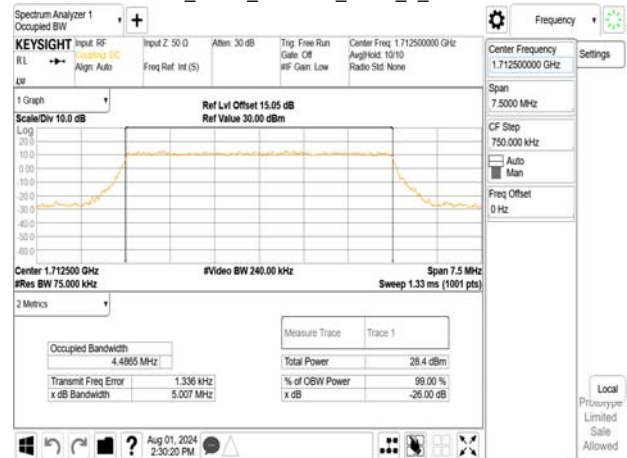 Spectrum Analyzer 1
Occupied BW
Frequency
KEYSIGHT
RL
Input: RF
Coupling: DC
Align: Auto
Input Z: 50 Ω
Freq Ref: Int (S)
Atten: 30 dB
Trig: Free Run
Gate: Off
#IF Gain: Low
Center Freq: 1.712500000 GHz
Avg|Hold: 10/10
Radio Std: None
Center Frequency
1.712500000 GHz
Settings
Span
7.5000 MHz
CF Step
750.000 kHz
Auto
Man
Freq Offset
0 Hz
1 Graph
Scale/Div 10.0 dB
Ref Lvl Offset 15.05 dB
Ref Value 30.00 dBm
Log
20.0
10.0
0.00
-10.0
-20.0
-30.0
-40.0
-50.0
-60.0
Center 1.712500 GHz
#Video BW 240.00 kHz
Span 7.5 MHz
#Res BW 75.000 kHz
Sweep 1.33 ms (1001 pts)
2 Metrics
Measure Trace Trace 1
Occupied Bandwidth
4.4865 MHz
Total Power 28.4 dBm
Transmit Freq Error 1.336 kHz
% of OBW Power 99.00 %
x dB Bandwidth 5.007 MHz
x dB -26.00 dB
Local
Prototype
Limited
Sale
Allowed
Aug 01, 2024
2:30:20 PM